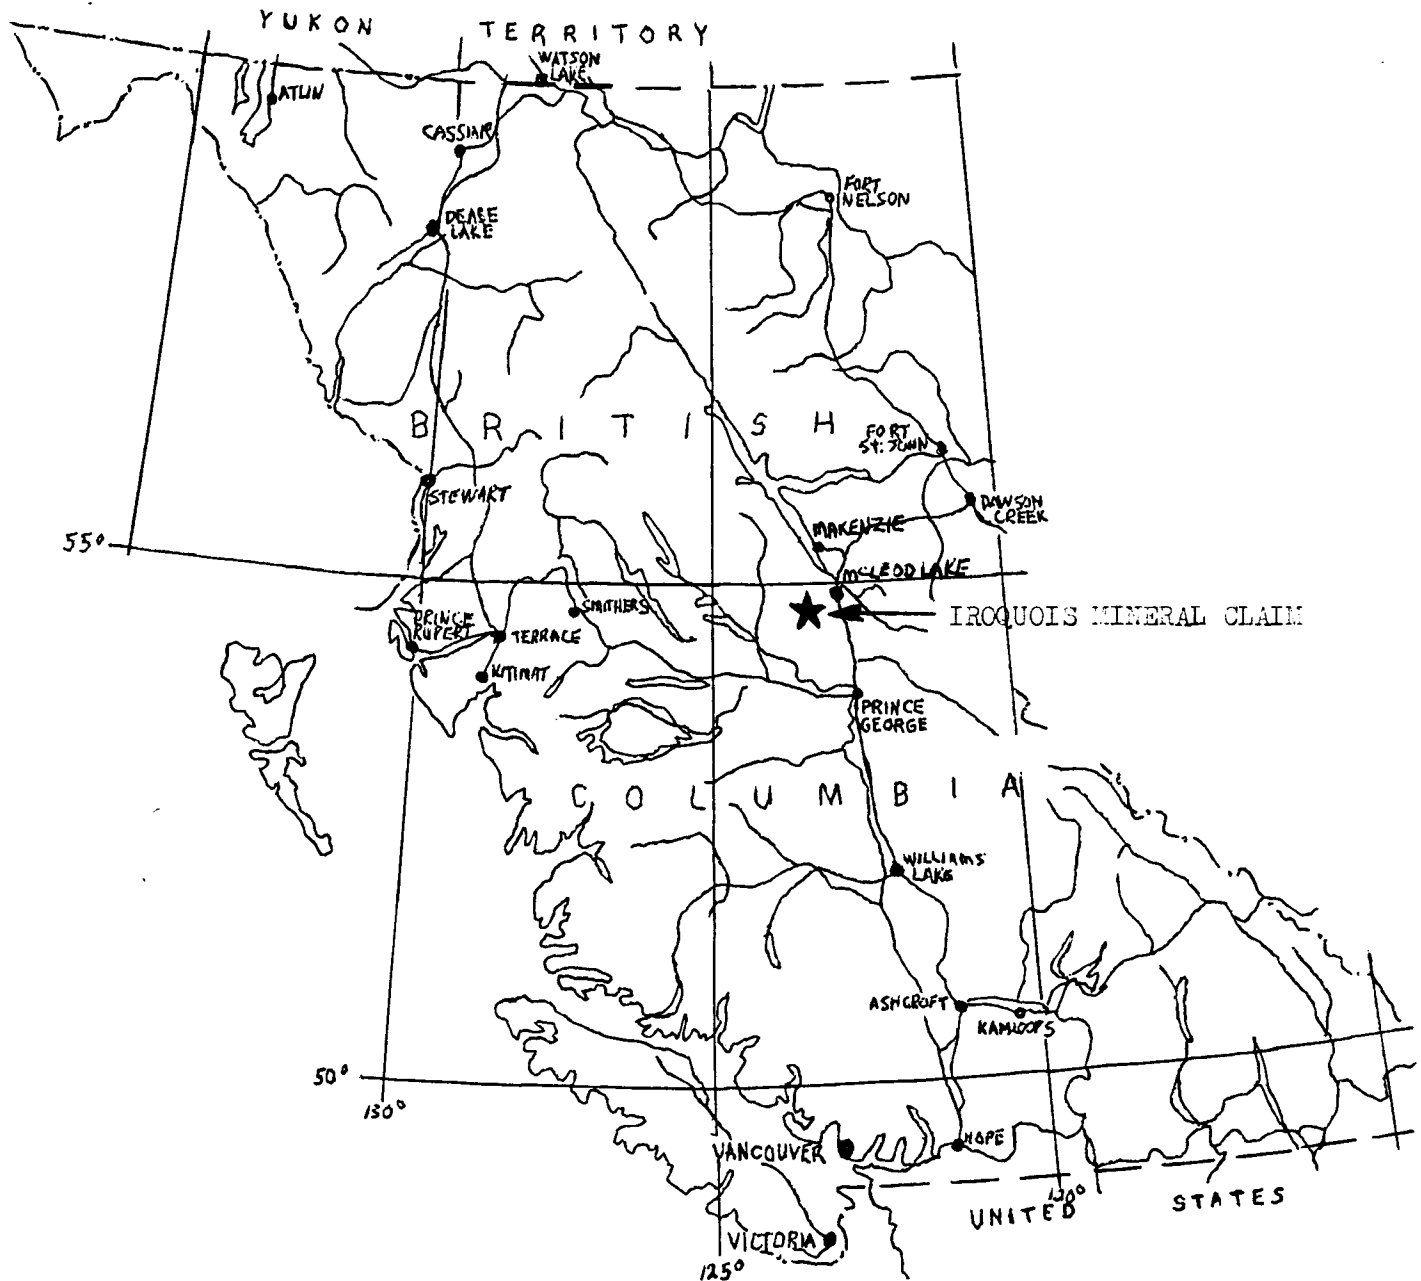 YUKON TERRITORY
WATSON
LAKE
ATLIN
CASSIAR
FORT
NELSON
DEASE
LAKE
BRITISH
FORT
ST. JOHN
STEWART
DAWSON
CREEK
MAKENZIE
55°
McLEOD LAKE
SMITHERS
IROQUOIS MINERAL CLAIM
PRINCE
RUPERT
TERRACE
KITIMAT
PRINCE
GEORGE
COLUMBIA
WILLIAMS
LAKE
ASHCROFT
KAMLOOPS
50°
130°
HOPE
VANCOUVER
120°
UNITED STATES
VICTORIA
125°